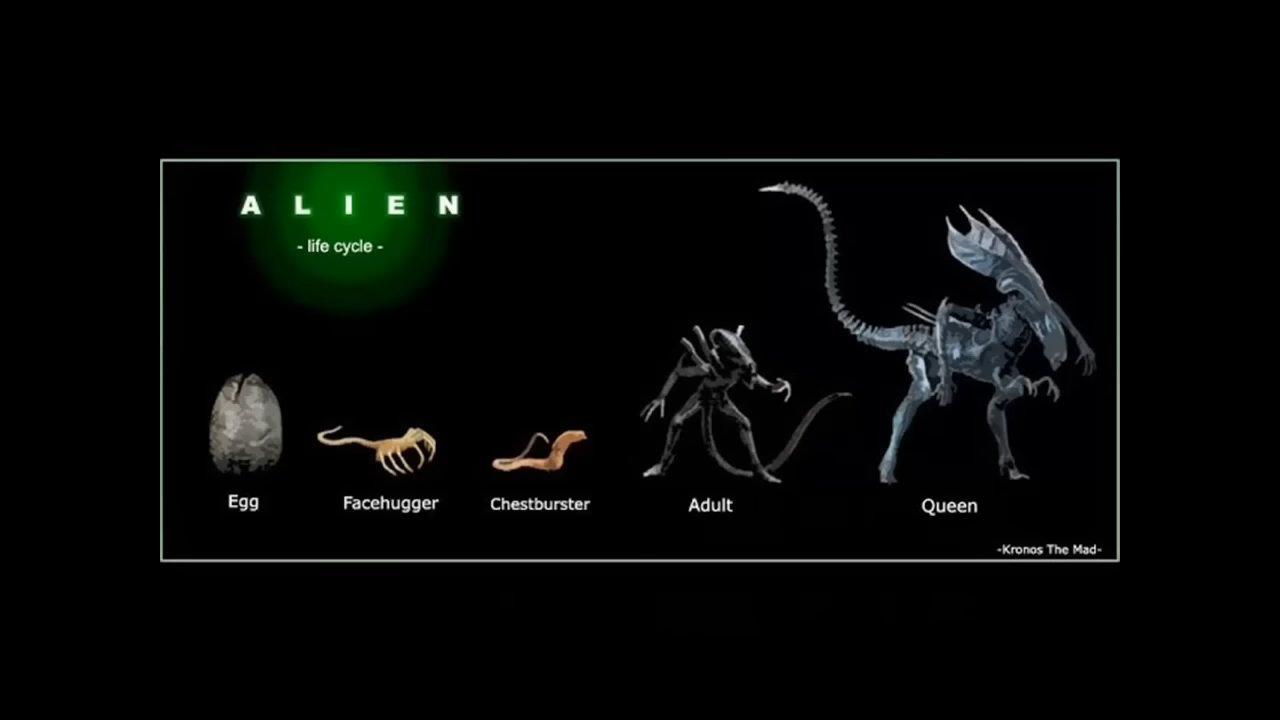 A L I E N
- life cycle -
Egg
Facehugger
Chestburster
Adult
Queen
-Kronos The Mad-